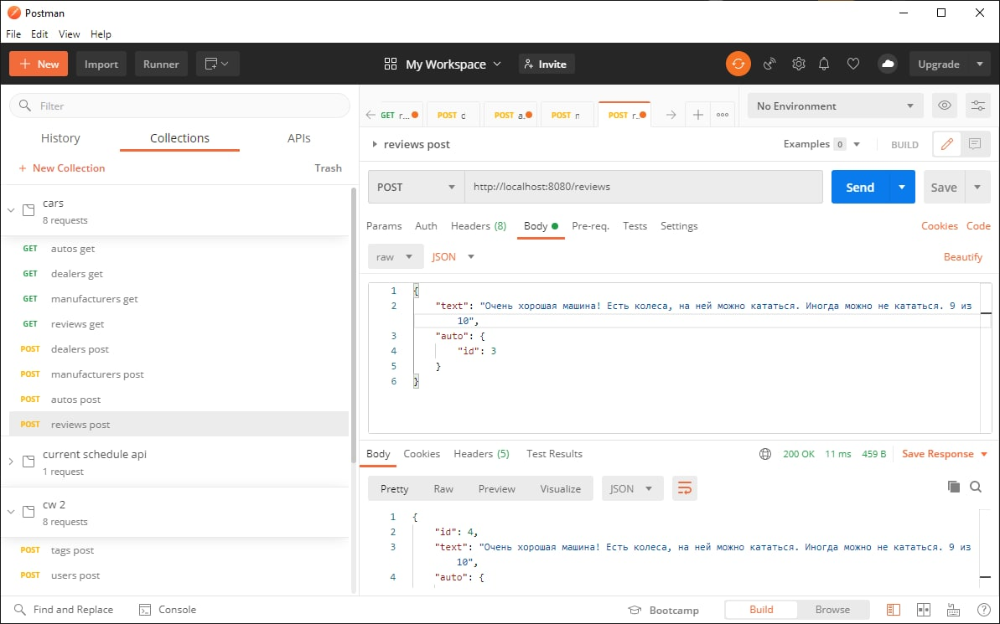 Postman
File Edit View Help
New Import Runner My Workspace Invite Upgrade
Filter
History Collections APIs
New Collection Trash
cars
8 requests
GET autos get
GET dealers get
GET manufacturers get
GET reviews get
POST dealers post
POST manufacturers post
POST autos post
POST reviews post
current schedule api
1 request
cw 2
8 requests
POST tags post
POST users post
GET r... POST d POST a.. POST n POST r.. No Environment
reviews post Examples 0 BUILD
POST http://localhost:8080/reviews Send Save
Params Auth Headers (8) Body Pre-req. Tests Settings Cookies Code
raw JSON Beautify
1 {
2 "text": "Очень хорошая машина! Есть колеса, на ней можно кататься. Иногда можно не кататься. 9 из
10",
3 "auto": {
4 "id": 3
5 }
6 }
Body Cookies Headers (5) Test Results 200 OK 11 ms 459 B Save Response
Pretty Raw Preview Visualize JSON
1 {
2 "id": 4,
3 "text": "Очень хорошая машина! Есть колеса, на ней можно кататься. Иногда можно не кататься. 9 из
10",
4 "auto": {
Find and Replace Console Bootcamp Build Browse